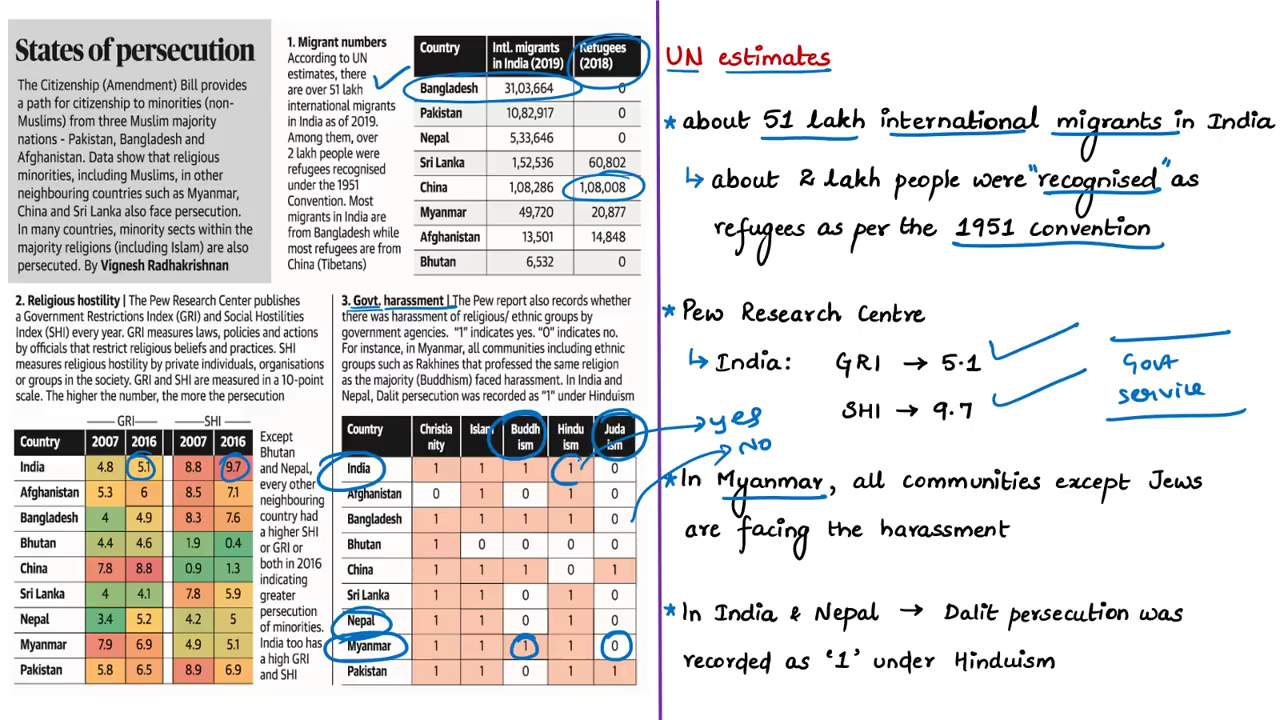 States of persecution
The Citizenship (Amendment) Bill provides
a path for citizenship to minorities (non-
Muslims) from three Muslim majority
nations - Pakistan, Bangladesh and
Afghanistan. Data show that religious
minorities, including Muslims, in other
neighbouring countries such as Myanmar,
China and Sri Lanka also face persecution.
In many countries, minority sects within the
majority religions (including Islam) are also
persecuted. By Vignesh Radhakrishnan
1. Migrant numbers
According to UN
estimates, there
are over 51 lakh
international migrants
in India as of 2019.
Among them, over
2 lakh people were
refugees recognised
under the 1951
Convention. Most
migrants in India are
from Bangladesh while
most refugees are from
China (Tibetans)
Country Intl. migrants in India (2019) Refugees (2018)
Bangladesh 31,03,664 0
Pakistan 10,82,917 0
Nepal 5,33,646 0
Sri Lanka 1,52,536 60,802
China 1,08,286 1,08,008
Myanmar 49,720 20,877
Afghanistan 13,501 14,848
Bhutan 6,532 0
2. Religious hostility | The Pew Research Center publishes
a Government Restrictions Index (GRI) and Social Hostilities
Index (SHI) every year. GRI measures laws, policies and actions
by officials that restrict religious beliefs and practices. SHI
measures religious hostility by private individuals, organisations
or groups in the society. GRI and SHI are measured in a 10-point
scale. The higher the number, the more the persecution
GRI SHI
Country 2007 2016 2007 2016
India 4.8 5.1 8.8 9.7
Afghanistan 5.3 6 8.5 7.1
Bangladesh 4 4.9 8.3 7.6
Bhutan 4.4 4.6 1.9 0.4
China 7.8 8.8 0.9 1.3
Sri Lanka 4 4.1 7.8 5.9
Nepal 3.4 5.2 4.2 5
Myanmar 7.9 6.9 4.9 5.1
Pakistan 5.8 6.5 8.9 6.9
Except
Bhutan
and Nepal,
every other
neighbouring
country had
a higher SHI
or GRI or
both in 2016
indicating
greater
persecution
of minorities.
India too has
a high GRI
and SHI
3. Govt. harassment | The Pew report also records whether
there was harassment of religious/ ethnic groups by
government agencies. "1" indicates yes. "0" indicates no.
For instance, in Myanmar, all communities including ethnic
groups such as Rakhines that professed the same religion
as the majority (Buddhism) faced harassment. In India and
Nepal, Dalit persecution was recorded as "1" under Hinduism
Country Christia nity Islam Buddh ism Hindu ism Juda ism
India 1 1 1 1 0
Afghanistan 0 1 0 1 0
Bangladesh 1 1 1 1 0
Bhutan 1 0 0 0 0
China 1 1 1 0 1
Sri Lanka 1 1 0 1 0
Nepal 1 1 0 1 0
Myanmar 1 1 1 1 0
Pakistan 1 1 0 1 1
yes
NO
UN estimates
* about 51 lakh international migrants in India
↳ about 2 lakh people were "recognised" as
refugees as per the 1951 convention
* Pew Research Centre
↳ India: GRI → 5.1
SHI → 9.7
Govt
service
* In Myanmar, all communities except Jews
are facing the harassment
* In India & Nepal → Dalit persecution was
recorded as '1' under Hinduism